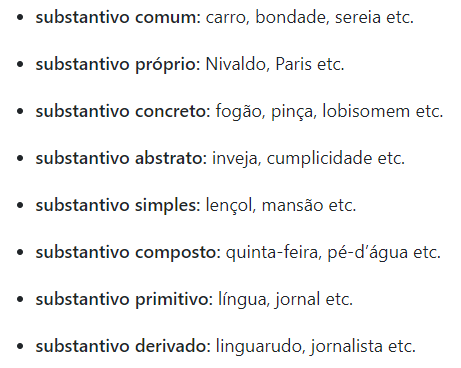 • substantivo comum: carro, bondade, sereia etc.
• substantivo próprio: Nivaldo, Paris etc.
• substantivo concreto: fogão, pinça, lobisomem etc.
• substantivo abstrato: inveja, cumplicidade etc.
• substantivo simples: lençol, mansão etc.
• substantivo composto: quinta-feira, pé-d’água etc.
• substantivo primitivo: língua, jornal etc.
• substantivo derivado: linguarudo, jornalista etc.